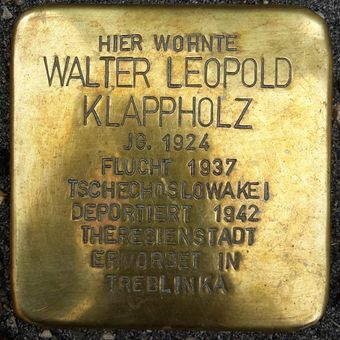 HIER WOHNTE
WALTER LEOPOLD
KLAPPHOLZ
JG. 1924
FLUCHT 1937
TSCHECHOSLOWAKEI
DEPORTIERT 1942
THERESIENSTADT
ERMORDET IN
TREBLINKA